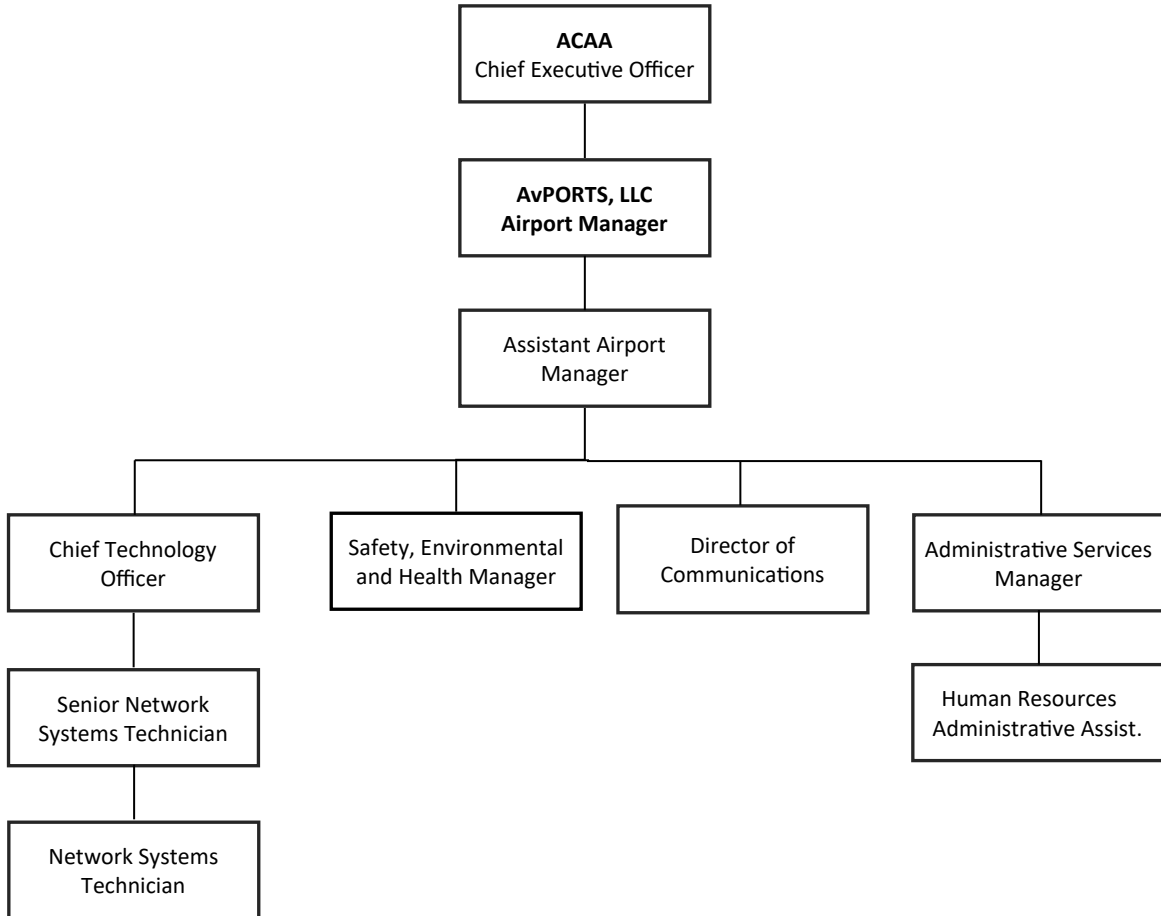 ACAA
Chief Executive Officer
AvPORTS, LLC
Airport Manager
Assistant Airport
Manager
Chief Technology
Officer
Safety, Environmental
and Health Manager
Director of
Communications
Administrative Services
Manager
Senior Network
Systems Technician
Human Resources
Administrative Assist.
Network Systems
Technician